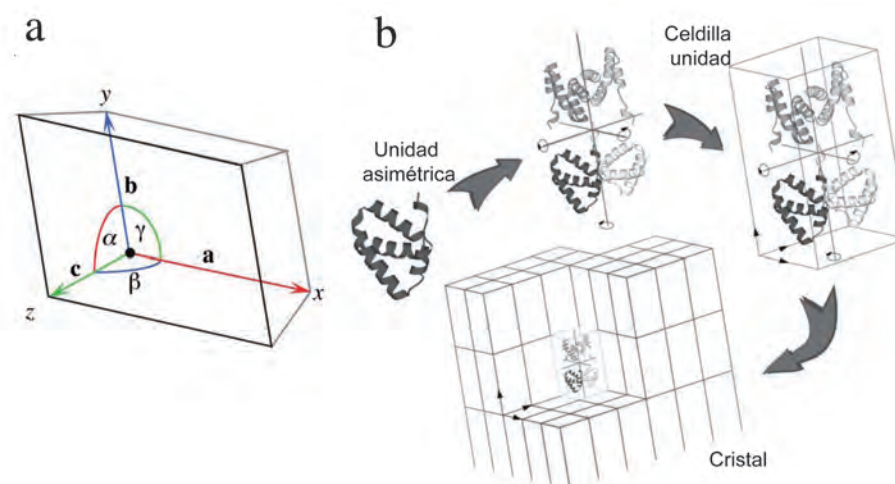 a
y
b
α
γ
c
a
β
x
z
b
Unidad
asimétrica
Celdilla
unidad
Cristal